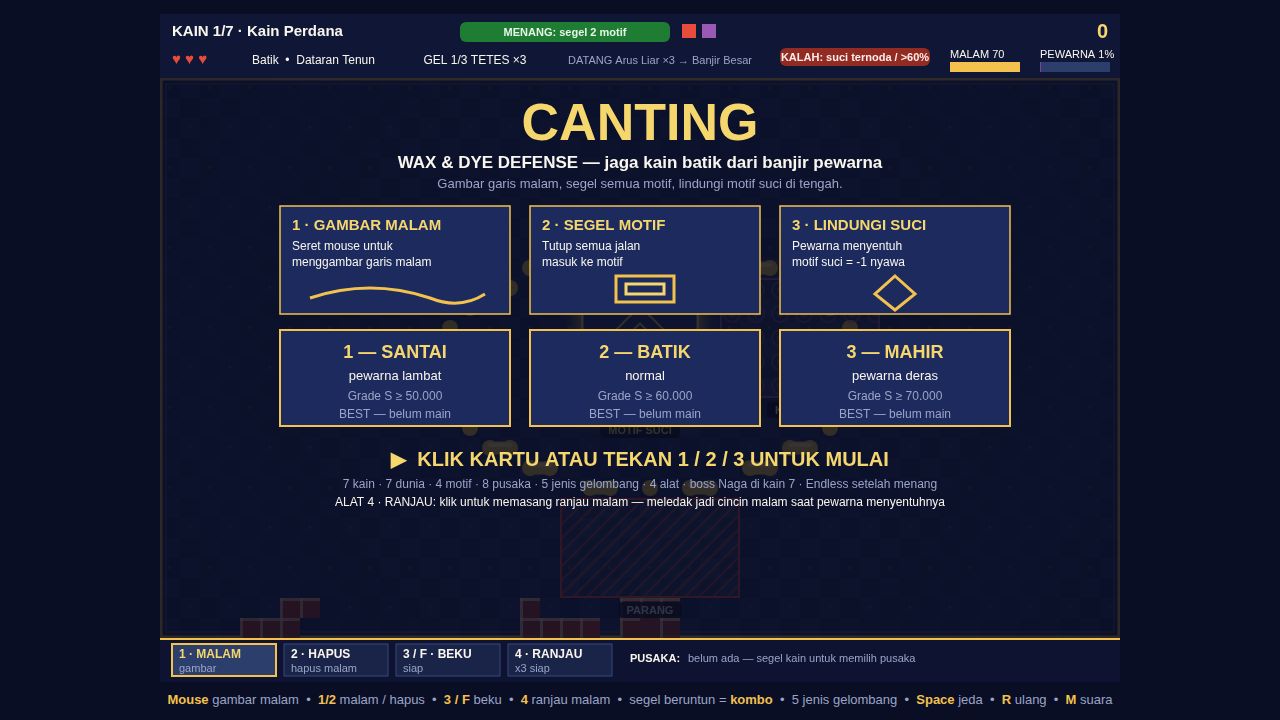 KAIN 1/7 · Kain Perdana
MENANG: segel 2 motif
0
♥ ♥ ♥
Batik • Dataran Tenun
GEL 1/3 TETES ×3
DATANG Arus Liar ×3 → Banjir Besar
KALAH: suci ternoda / >60%
MALAM 70
PEWARNA 1%
CANTING
WAX & DYE DEFENSE — jaga kain batik dari banjir pewarna
Gambar garis malam, segel semua motif, lindungi motif suci di tengah.
1 · GAMBAR MALAM
Seret mouse untuk
menggambar garis malam
2 · SEGEL MOTIF
Tutup semua jalan
masuk ke motif
3 · LINDUNGI SUCI
Pewarna menyentuh
motif suci = -1 nyawa
1 — SANTAI
pewarna lambat
Grade S ≥ 50.000
BEST — belum main
2 — BATIK
normal
Grade S ≥ 60.000
BEST — belum main
3 — MAHIR
pewarna deras
Grade S ≥ 70.000
BEST — belum main
MOTIF SUCI
▶ KLIK KARTU ATAU TEKAN 1 / 2 / 3 UNTUK MULAI
7 kain · 7 dunia · 4 motif · 8 pusaka · 5 jenis gelombang · 4 alat · boss Naga di kain 7 · Endless setelah menang
ALAT 4 · RANJAU: klik untuk memasang ranjau malam — meledak jadi cincin malam saat pewarna menyentuhnya
PARANG
1 · MALAM
gambar
2 · HAPUS
hapus malam
3 / F · BEKU
siap
4 · RANJAU
x3 siap
PUSAKA: belum ada — segel kain untuk memilih pusaka
Mouse gambar malam • 1/2 malam / hapus • 3 / F beku • 4 ranjau malam • segel beruntun = kombo • 5 jenis gelombang • Space jeda • R ulang • M suara